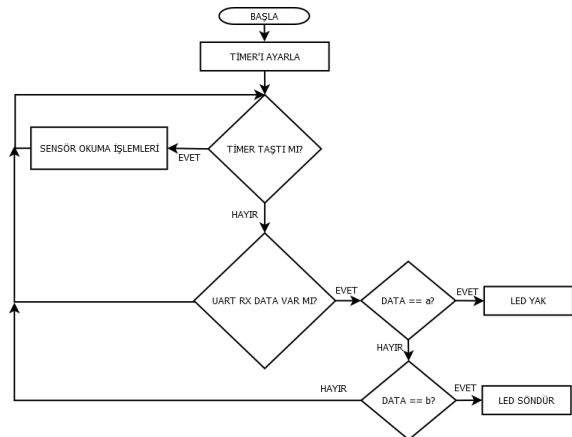 BAŞLA
TİMER'I AYARLA
TİMER TAŞTI MI?
EVET
SENSÖR OKUMA İŞLEMLERİ
HAYIR
UART RX DATA VAR MI?
EVET
DATA == a?
EVET
LED YAK
HAYIR
DATA == b?
EVET
LED SÖNDÜR
HAYIR